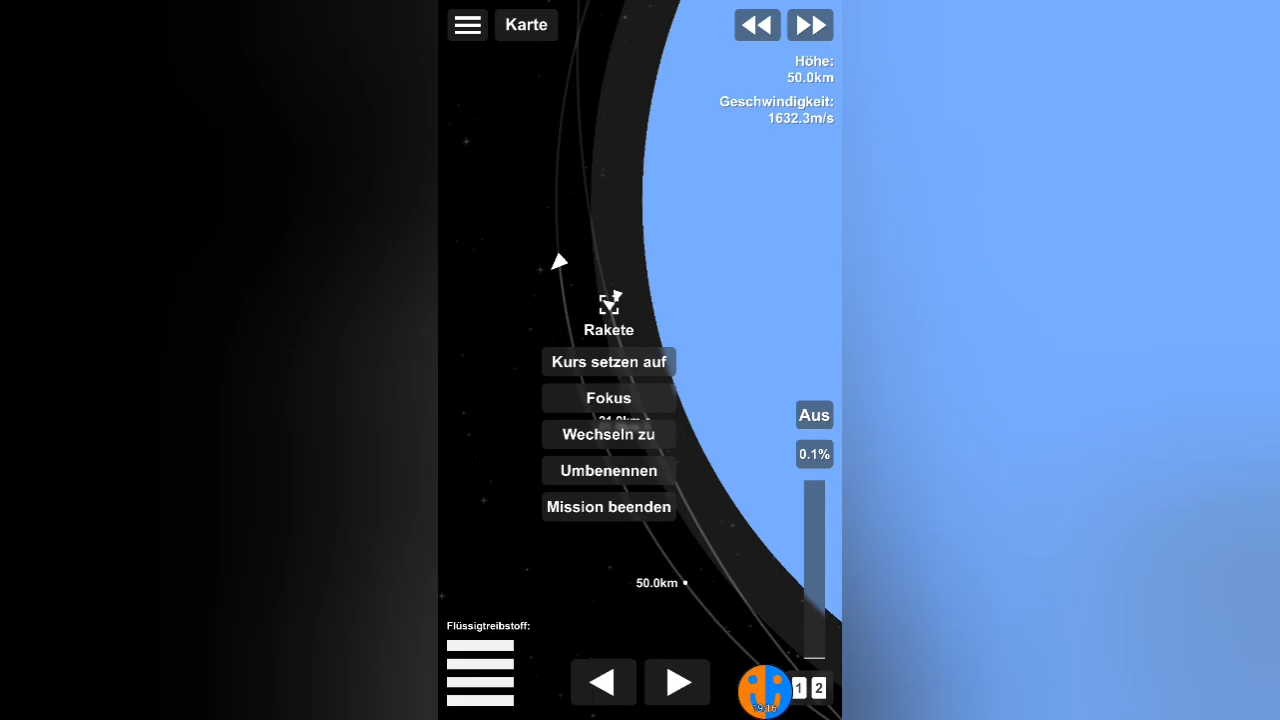 Karte
Höhe:
50.0km
Geschwindigkeit:
1632.3m/s
Rakete
Kurs setzen auf
Fokus
Wechseln zu
Umbenennen
Mission beenden
Aus
0.1%
50.0km
Flüssigtreibstoff:
1 2